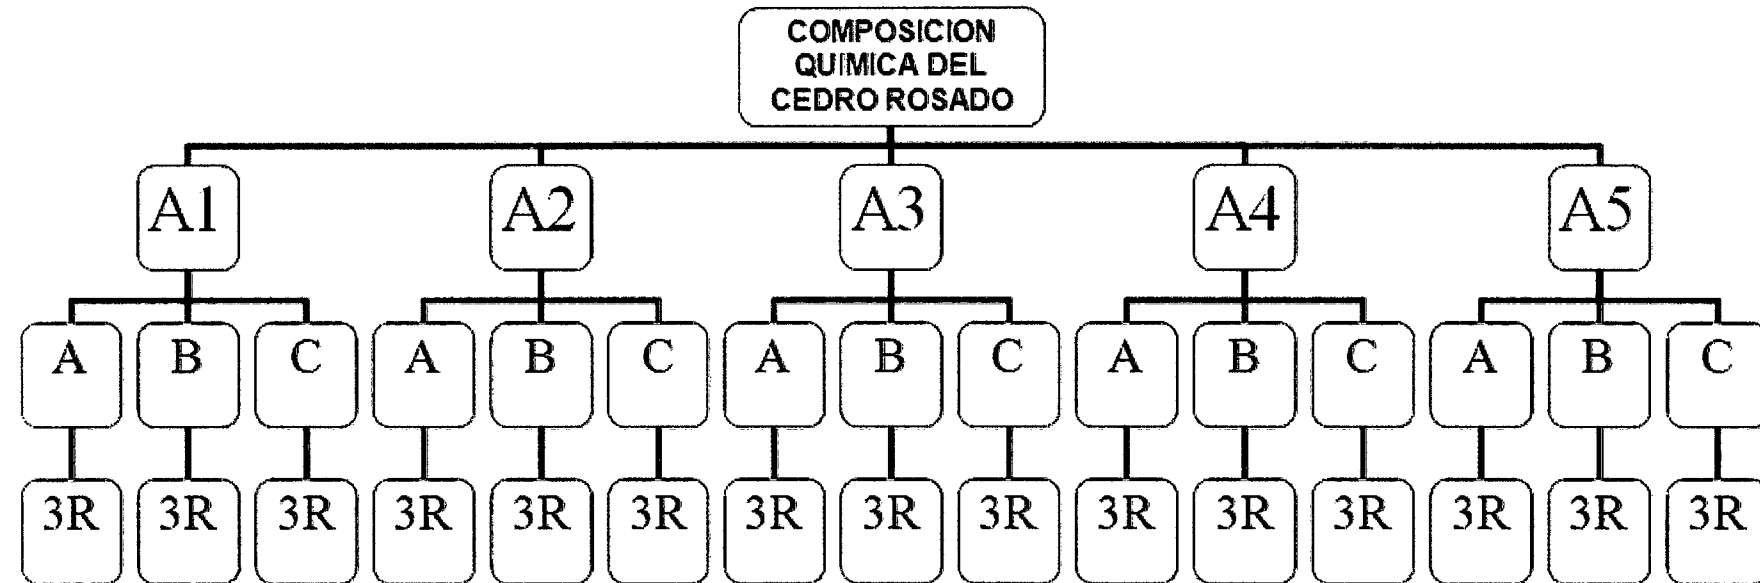 COMPOSICION
QUIMICA DEL
CEDRO ROSADO
A1 A2 A3 A4 A5
A B C A B C A B C A B C A B C
3R 3R 3R 3R 3R 3R 3R 3R 3R 3R 3R 3R 3R 3R 3R